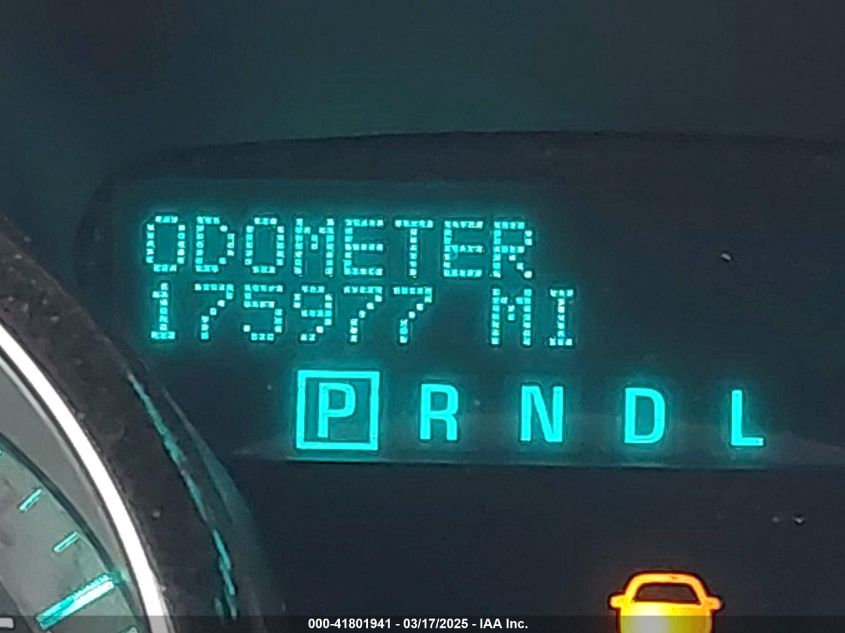 ODOMETER
175977 MI
P R N D L
000-41801941 - 03/17/2025 - IAA Inc.